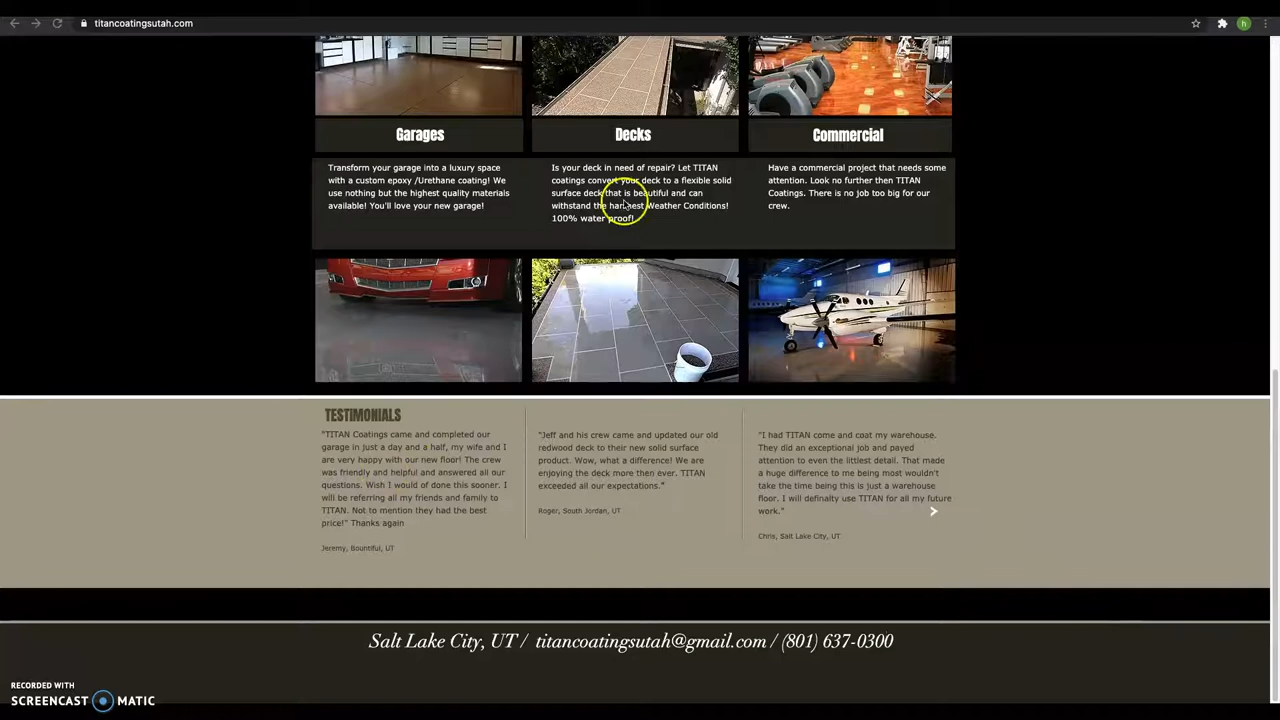 titancoatingsutah.com
h
Garages
Decks
Commercial
Transform your garage into a luxury space
with a custom epoxy /Urethane coating! We
use nothing but the highest quality materials
available! You'll love your new garage!
Is your deck in need of repair? Let TITAN
coatings convert your deck to a flexible solid
surface deck that is beautiful and can
withstand the harshest Weather Conditions!
100% water proof!
Have a commercial project that needs some
attention. Look no further then TITAN
Coatings. There is no job too big for our
crew.
TESTIMONIALS
"TITAN Coatings came and completed our
garage in just a day and a half, my wife and I
are very happy with our new floor! The crew
was friendly and helpful and answered all our
questions. Wish I would of done this sooner. I
will be referring all my friends and family to
TITAN. Not to mention they had the best
price!" Thanks again
Jeremy, Bountiful, UT
"Jeff and his crew came and updated our old
redwood deck to their new solid surface
product. Wow, what a difference! We are
enjoying the deck more then ever. TITAN
exceeded all our expectations."
Roger, South Jordan, UT
"I had TITAN come and coat my warehouse.
They did an exceptional job and payed
attention to even the littlest detail. That made
a huge difference to me being most wouldn't
take the time being this is just a warehouse
floor. I will definalty use TITAN for all my future
work."
Chris, Salt Lake City, UT
Salt Lake City, UT / titancoatingsutah@gmail.com / (801) 637-0300
RECORDED WITH
SCREENCAST MATIC